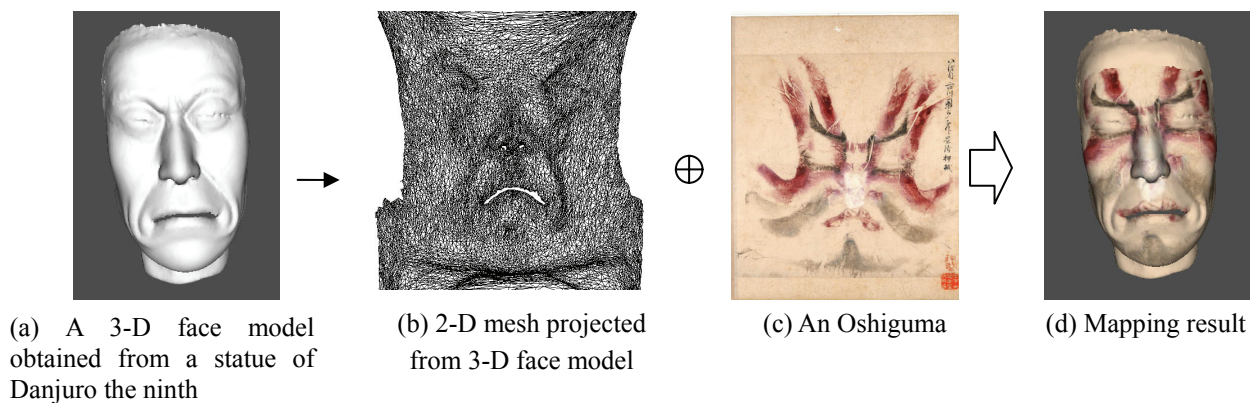 (a) A 3-D face model
obtained from a statue of
Danjuro the ninth
(b) 2-D mesh projected
from 3-D face model
(c) An Oshiguma
(d) Mapping result